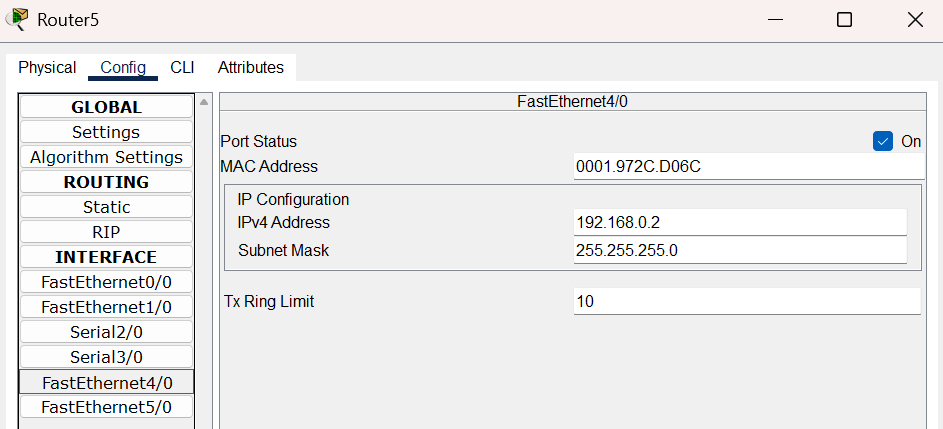 Router5
Physical Config CLI Attributes
GLOBAL
Settings
Algorithm Settings
ROUTING
Static
RIP
INTERFACE
FastEthernet0/0
FastEthernet1/0
Serial2/0
Serial3/0
FastEthernet4/0
FastEthernet5/0
FastEthernet4/0
Port Status On
MAC Address 0001.972C.D06C
IP Configuration
IPv4 Address 192.168.0.2
Subnet Mask 255.255.255.0
Tx Ring Limit 10